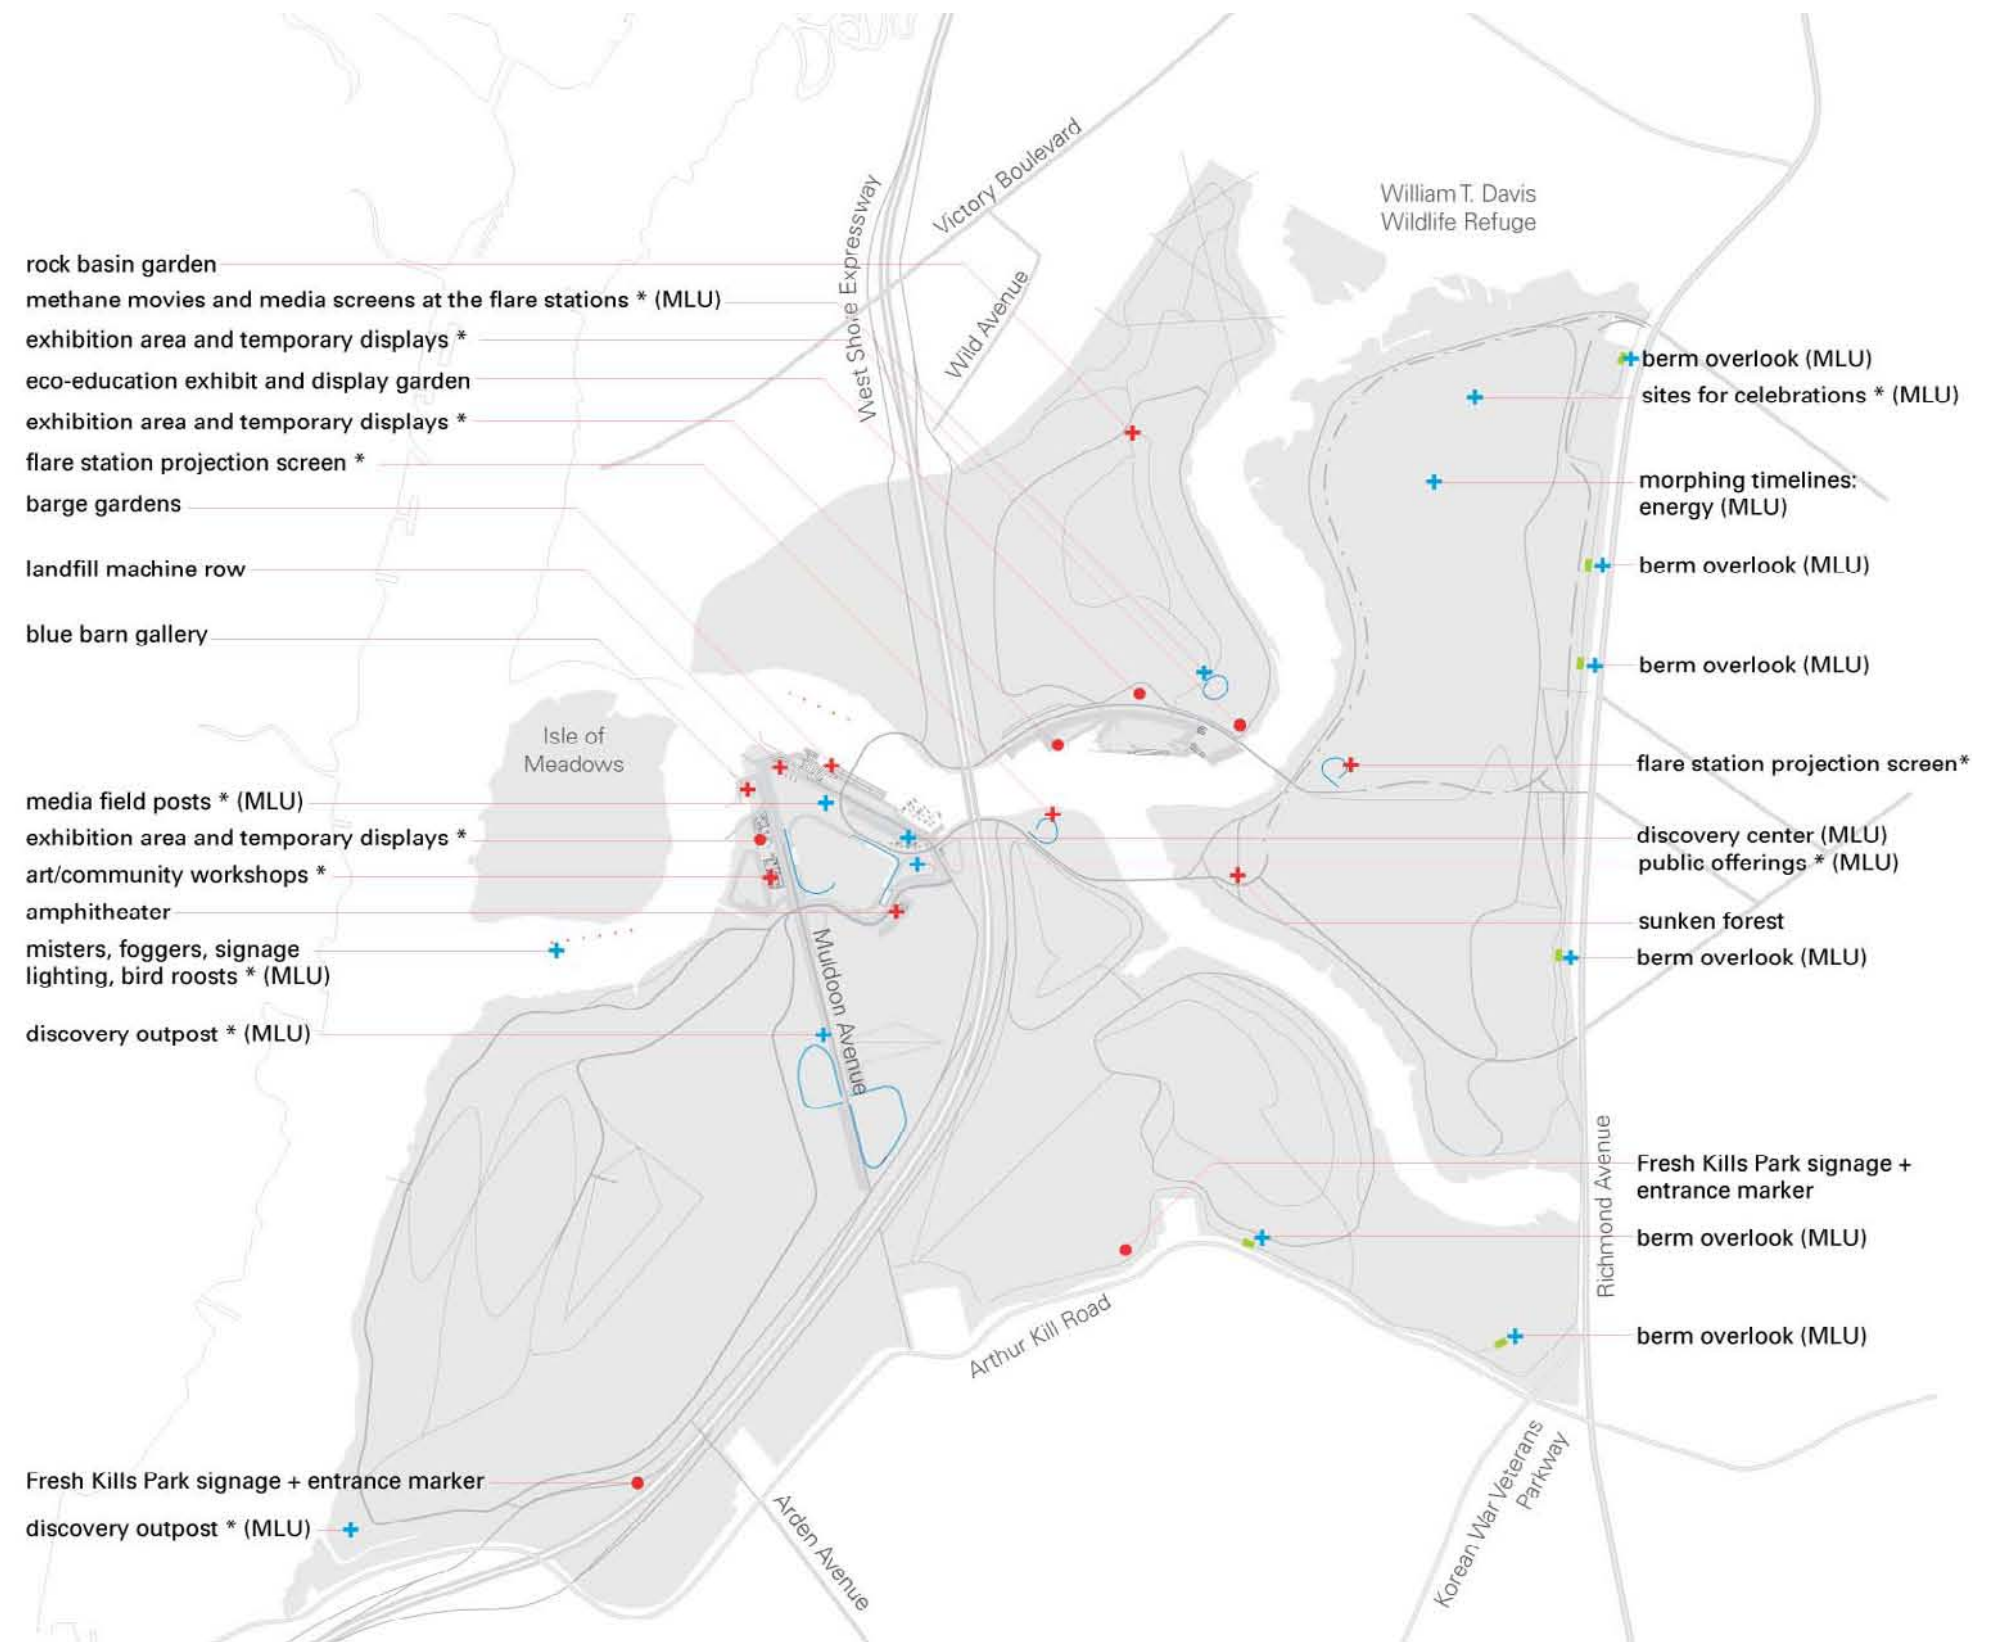 Victory Boulevard
West Shore Expressway
William T. Davis
Wildlife Refuge
Wild Avenue
rock basin garden
methane movies and media screens at the flare stations * (MLU)
exhibition area and temporary displays *
eco-education exhibit and display garden
exhibition area and temporary displays *
flare station projection screen *
barge gardens
landfill machine row
blue barn gallery
Isle of
Meadows
media field posts * (MLU)
exhibition area and temporary displays *
art/community workshops *
amphitheater
misters, foggers, signage
lighting, bird roosts * (MLU)
discovery outpost * (MLU)
Muldoon Avenue
Fresh Kills Park signage + entrance marker
discovery outpost * (MLU)
Arden Avenue
Arthur Kill Road
berm overlook (MLU)
sites for celebrations * (MLU)
morphing timelines:
energy (MLU)
berm overlook (MLU)
berm overlook (MLU)
flare station projection screen*
discovery center (MLU)
public offerings * (MLU)
sunken forest
berm overlook (MLU)
Richmond Avenue
Fresh Kills Park signage +
entrance marker
berm overlook (MLU)
berm overlook (MLU)
Korean War Veterans
Parkway